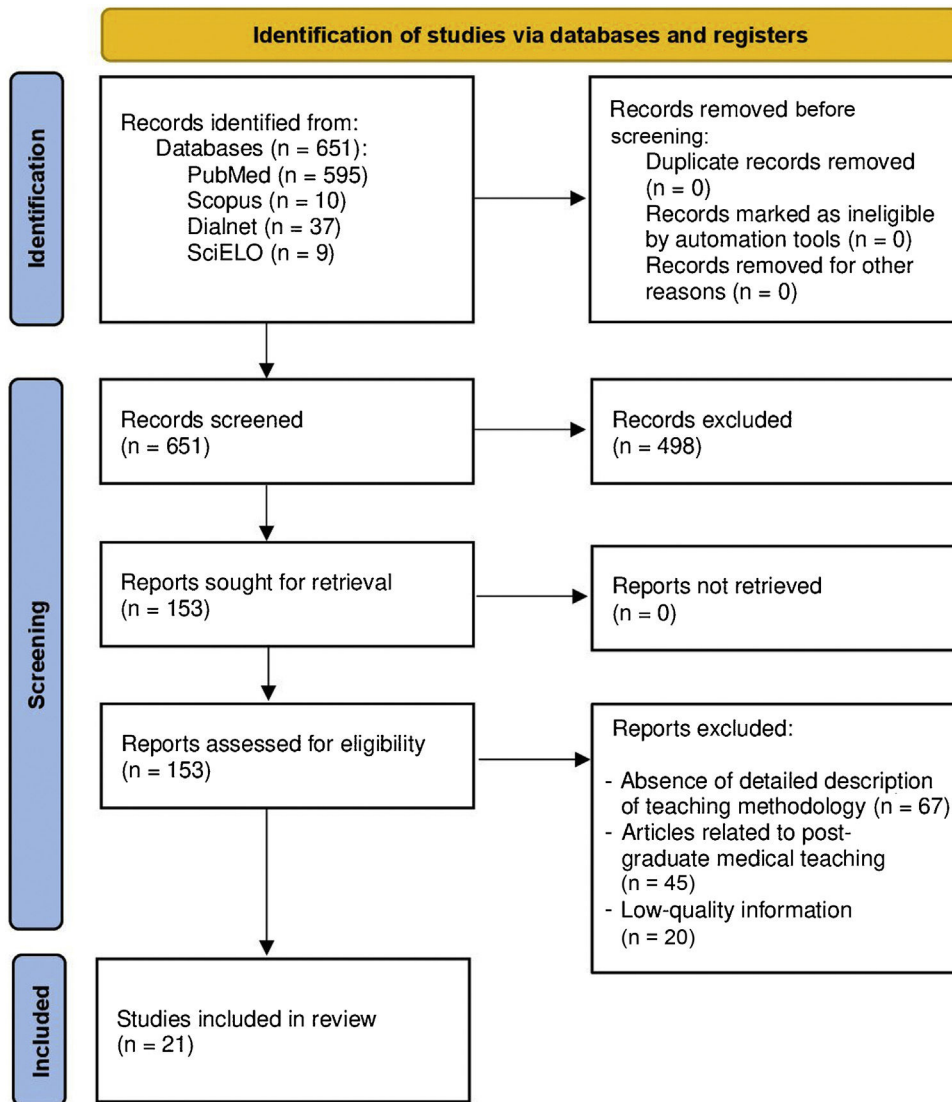 Identification of studies via databases and registers
Identification
Records identified from:
Databases (n = 651):
PubMed (n = 595)
Scopus (n = 10)
Dialnet (n = 37)
SciELO (n = 9)
Records removed before
screening:
Duplicate records removed
(n = 0)
Records marked as ineligible
by automation tools (n = 0)
Records removed for other
reasons (n = 0)
Screening
Records screened
(n = 651)
Records excluded
(n = 498)
Reports sought for retrieval
(n = 153)
Reports not retrieved
(n = 0)
Reports assessed for eligibility
(n = 153)
Reports excluded:
- Absence of detailed description
of teaching methodology (n = 67)
- Articles related to post-
graduate medical teaching
(n = 45)
- Low-quality information
(n = 20)
Included
Studies included in review
(n = 21)